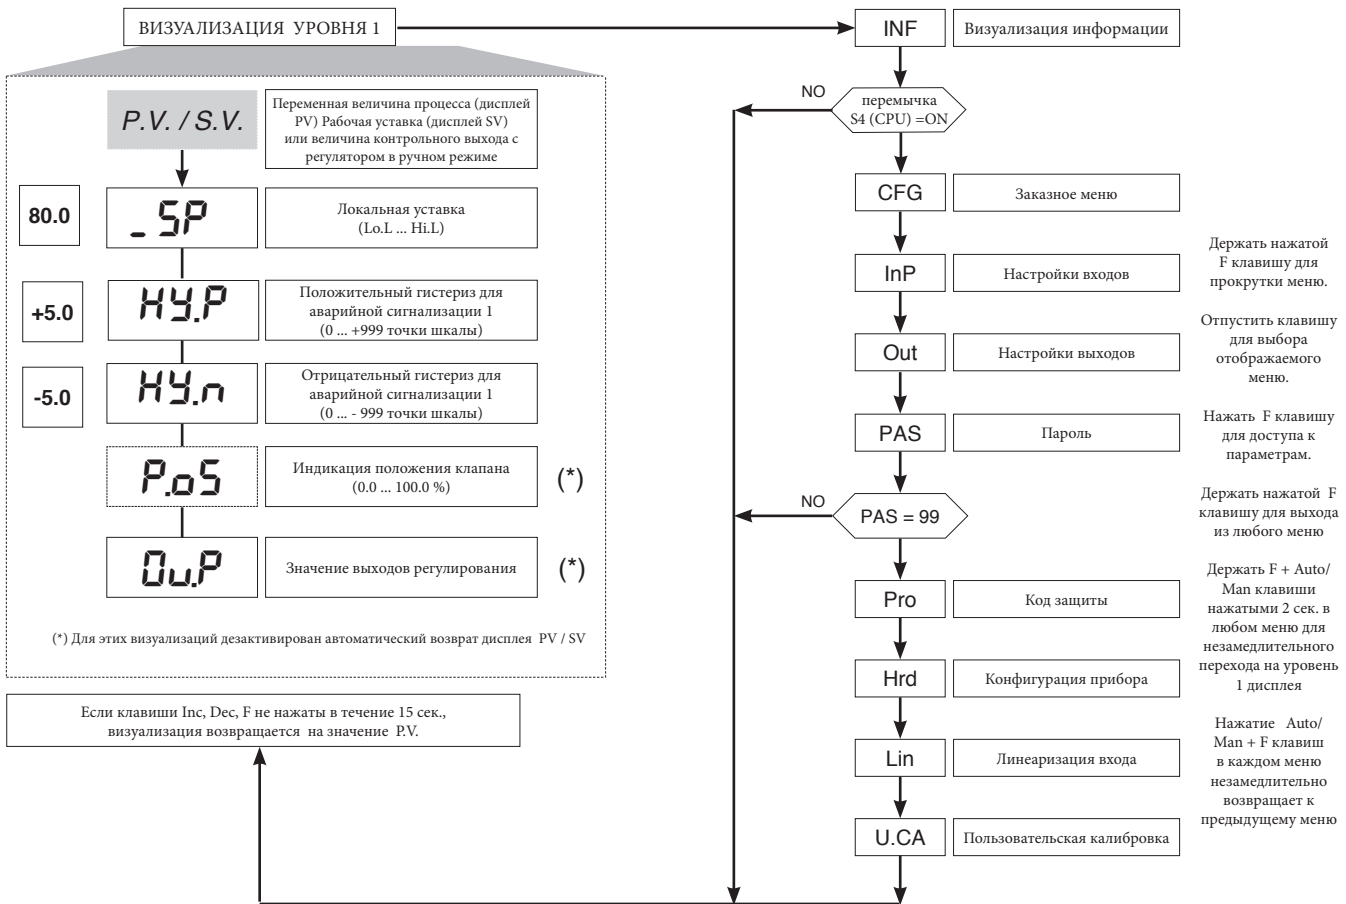 ВИЗУАЛИЗАЦИЯ УРОВНЯ 1
P.V. / S.V.
Переменная величина процесса (дисплей
PV) Рабочая уставка (дисплей SV)
или величина контрольного выхода с
регулятором в ручном режиме
80.0
_SP
Локальная уставка
(Lo.L ... Hi.L)
+5.0
HY.P
Положительный гистериз для
аварийной сигнализации 1
(0 ... +999 точки шкалы)
-5.0
HY.n
Отрицательный гистериз для
аварийной сигнализации 1
(0 ... - 999 точки шкалы)
P.oS
Индикация положения клапана
(0.0 ... 100.0 %)
(*)
Ou.P
Значение выходов регулирования
(*)
(*) Для этих визуализаций дезактивирован автоматический возврат дисплея PV / SV
Если клавиши Inc, Dec, F не нажаты в течение 15 сек.,
визуализация возвращается на значение P.V.
INF
Визуализация информации
NO
перемычка
S4 (CPU) =ON
CFG
Заказное меню
InP
Настройки входов
Out
Настройки выходов
PAS
Пароль
NO
PAS = 99
Pro
Код защиты
Hrd
Конфигурация прибора
Lin
Линеаризация входа
U.CA
Пользовательская калибровка
Держать нажатой
F клавишу для
прокрутки меню.
Отпустить клавишу
для выбора
отображаемого
меню.
Нажать F клавишу
для доступа к
параметрам.
Держать нажатой F
клавишу для выхода
из любого меню
Держать F + Auto/
Man клавиши
нажатыми 2 сек. в
любом меню для
незамедлительного
перехода на уровень
1 дисплея
Нажатие Auto/
Man + F клавиш
в каждом меню
незамедлительно
возвращает к
предыдущему меню